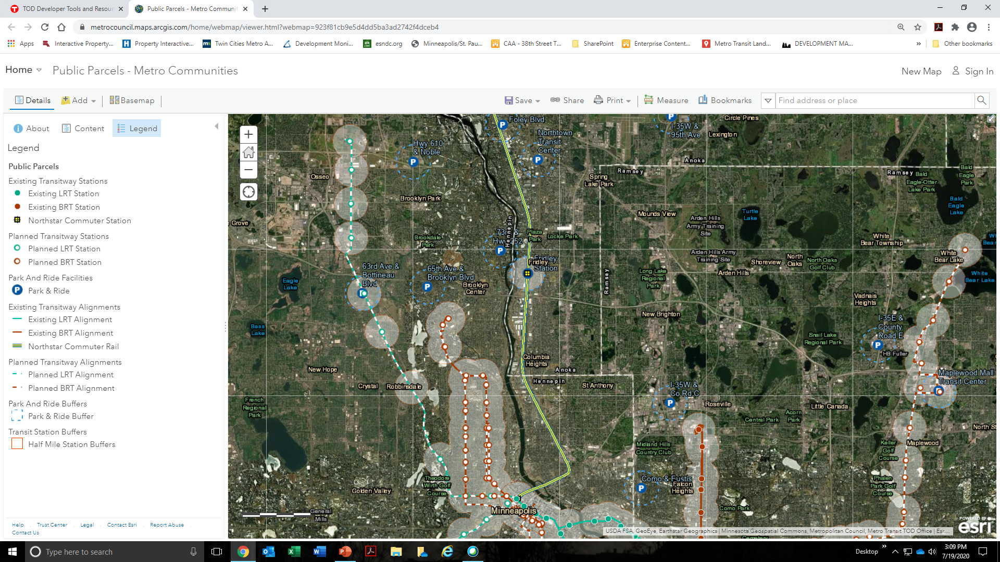 TOD Developer Tools and Resour
Public Parcels - Metro Communit
metrocouncil.maps.arcgis.com/home/webmap/viewer.html?webmap=923f81cb9e5d4dd5ba3ad2742f4dceb4
Apps
Interactive Property...
Property Interactive...
Twin Cities Metro A...
Development Moni...
esndc.org
Minneapolis/St. Pau...
CAA - 38th Street T...
SharePoint
Enterprise Content...
Metro Transit Land...
DEVELOPMENT MA...
Other bookmarks
Home
Public Parcels - Metro Communities
New Map
Sign In
Details
Add
Basemap
Save
Share
Print
Measure
Bookmarks
Find address or place
About
Content
Legend
Legend
Public Parcels
Existing Transitway Stations
Existing LRT Station
Existing BRT Station
Northstar Commuter Station
Planned Transitway Stations
Planned LRT Station
Planned BRT Station
Park And Ride Facilities
P Park & Ride
Existing Transitway Alignments
Existing LRT Alignment
Existing BRT Alignment
Northstar Commuter Rail
Planned Transitway Alignments
Planned LRT Alignment
Planned BRT Alignment
Park And Ride Buffers
Park & Ride Buffer
Transit Station Buffers
Half Mile Station Buffers
Help
Trust Center
Legal
Contact Esri
Report Abuse
Contact Us
Foley Blvd
Northtown
Transit
Center
Hwy 610
& Noble
I-35W &
95th Ave
Circle Pines
Lexington
Anoka
Ramsey
Ramsey
Osseo
Spring
Lake Park
Bald
Eagle-Otter
Lake Park
Bald
Eagle
Park
Bald
Eagle
Lake
Brooklyn Park
Mounds View
Arden Hills
Army Training
Site
Turtle
Lake
e Grove
Hennepin
Hwy 252
Plaza
Park
Locke Park
Brookdale
Park
White
Bear Township
Arden Hills Army
Training Site
Shoreview
North
Oaks
North Oaks
Golf Club
White
Bear Lake
Fridley
Station
Fridley
63rd Ave &
Bottineau
Blvd
65th Ave &
Brooklyn Blvd
Brooklyn
Center
Eagle
Lake
Ramsey
Long Lake
Regional
Park
Arden Hills
White
Bear Lake
Vadnais
Heights
New Brighton
I-35E &
County
Road E
Bass
Lake
Snail Lake
Regional Park
HB Fuller
Columbia
Heights
New Hope
Anoka
Hennepin
Maplewood Mall
Transit Center
Crystal
Robbinsdale
St Anthony
I-35W &
Co Rd C
Roseville
French
Regional
Park
Little Canada
Central Park
Acorn
Park
North St
Midland Hills
Country Club
Keller
Golf
Course
Maplewood
Theodore
Wirth Golf
Course
Como & Eustis
Falcon
Heights
Phalen
Park Golf
Course
Golden Valley
General
Mills
Minneapolis
Como Park
Cemetery
POWERED BY
esri
USDA FSA, GeoEye, Earthstar Geographics | Minnesota Geospatial Commons, Metropolitan Council, Metro Transit TOD Office | Esr...
Type here to search
Desktop
3:09 PM
7/19/2020